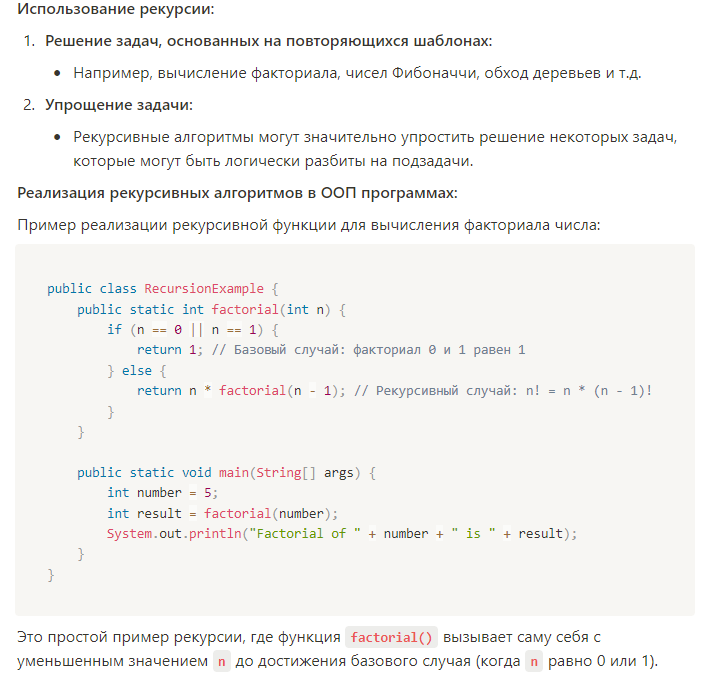 Использование рекурсии:
1. Решение задач, основанных на повторяющихся шаблонах:
• Например, вычисление факториала, чисел Фибоначчи, обход деревьев и т.д.
2. Упрощение задачи:
• Рекурсивные алгоритмы могут значительно упростить решение некоторых задач,
которые могут быть логически разбиты на подзадачи.
Реализация рекурсивных алгоритмов в ООП программах:
Пример реализации рекурсивной функции для вычисления факториала числа:
public class RecursionExample {
    public static int factorial(int n) {
        if (n == 0 || n == 1) {
            return 1; // Базовый случай: факториал 0 и 1 равен 1
        } else {
            return n * factorial(n - 1); // Рекурсивный случай: n! = n * (n - 1)!
        }
    }

    public static void main(String[] args) {
        int number = 5;
        int result = factorial(number);
        System.out.println("Factorial of " + number + " is " + result);
    }
}
Это простой пример рекурсии, где функция factorial() вызывает саму себя с
уменьшенным значением n до достижения базового случая (когда n равно 0 или 1).